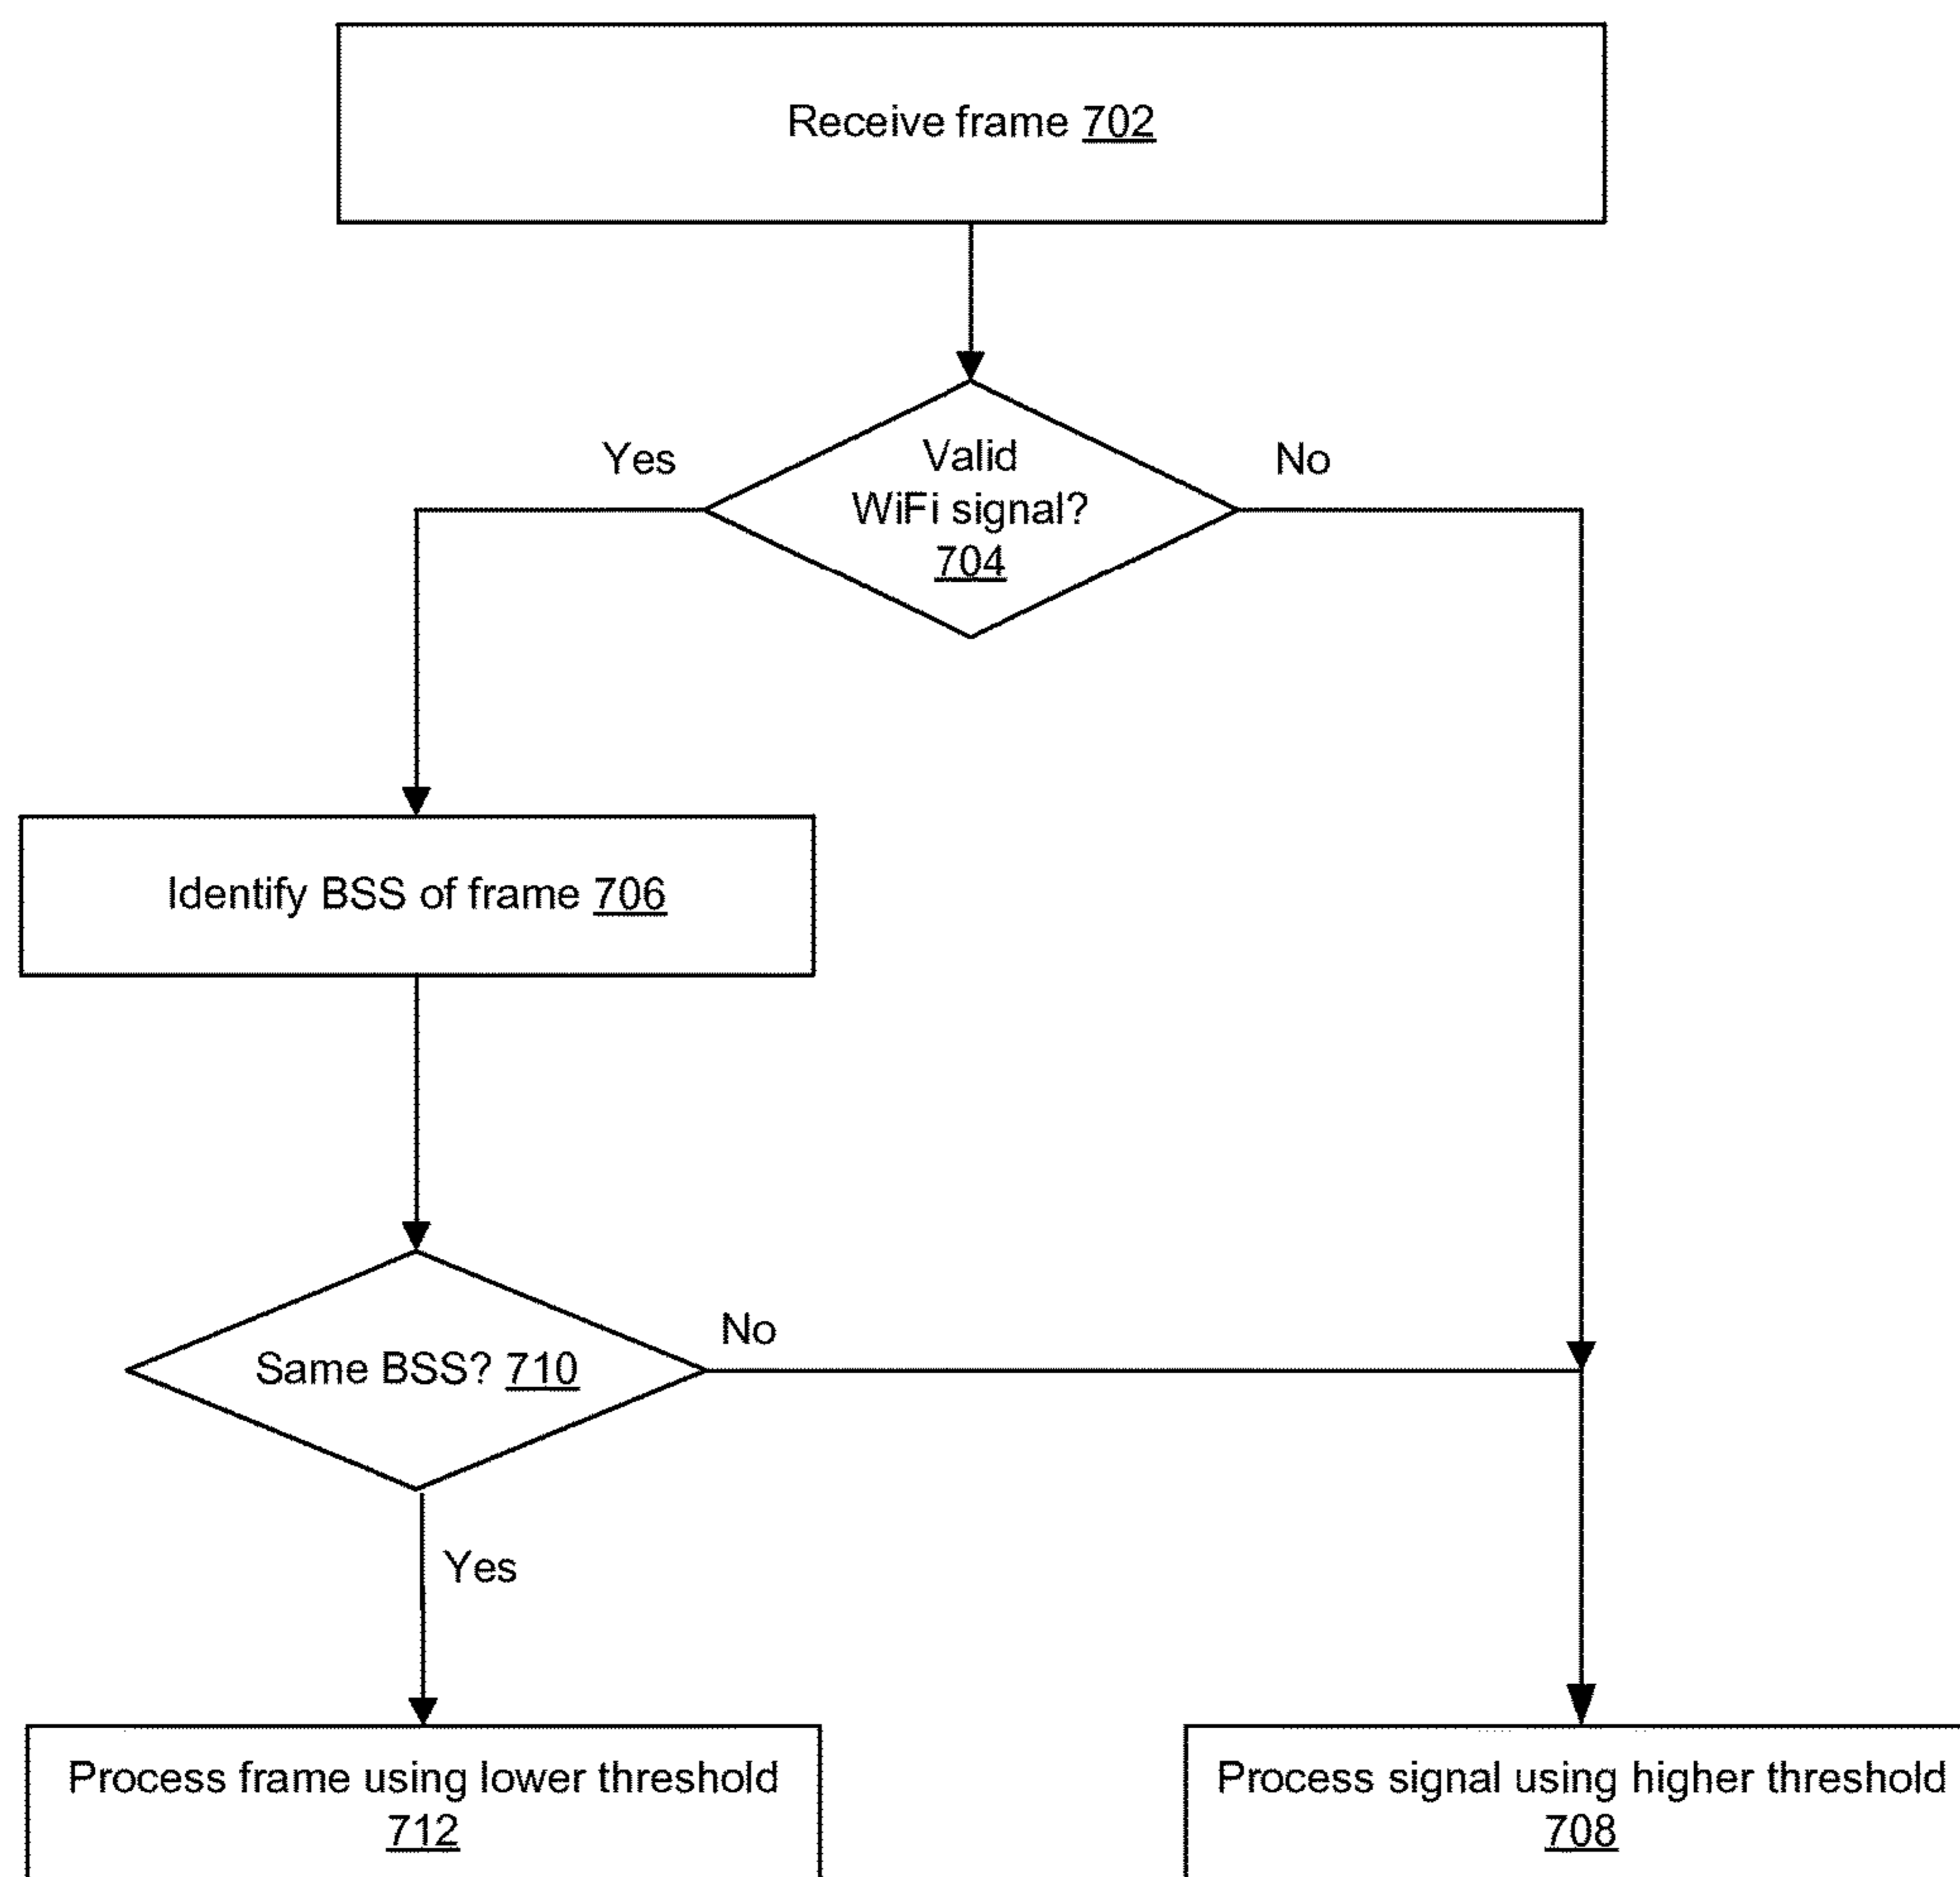 Receive frame 702
Yes
No
Valid
WiFi signal?
704
Identify BSS of frame 706
No
Same BSS? 710
Yes
Process frame using lower threshold
712
Process signal using higher threshold
708